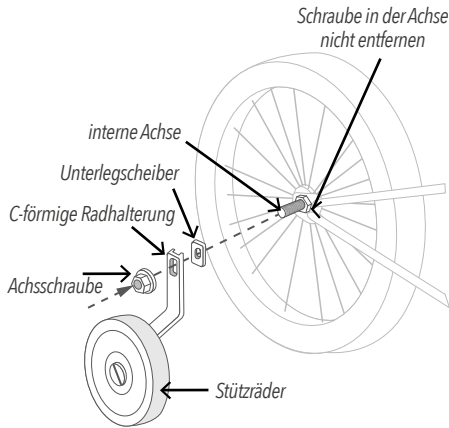 Schraube in der Achse
nicht entfernen
interne Achse
Unterlegscheiber
C-förmige Radhalterung
Achsschraube
Stützräder